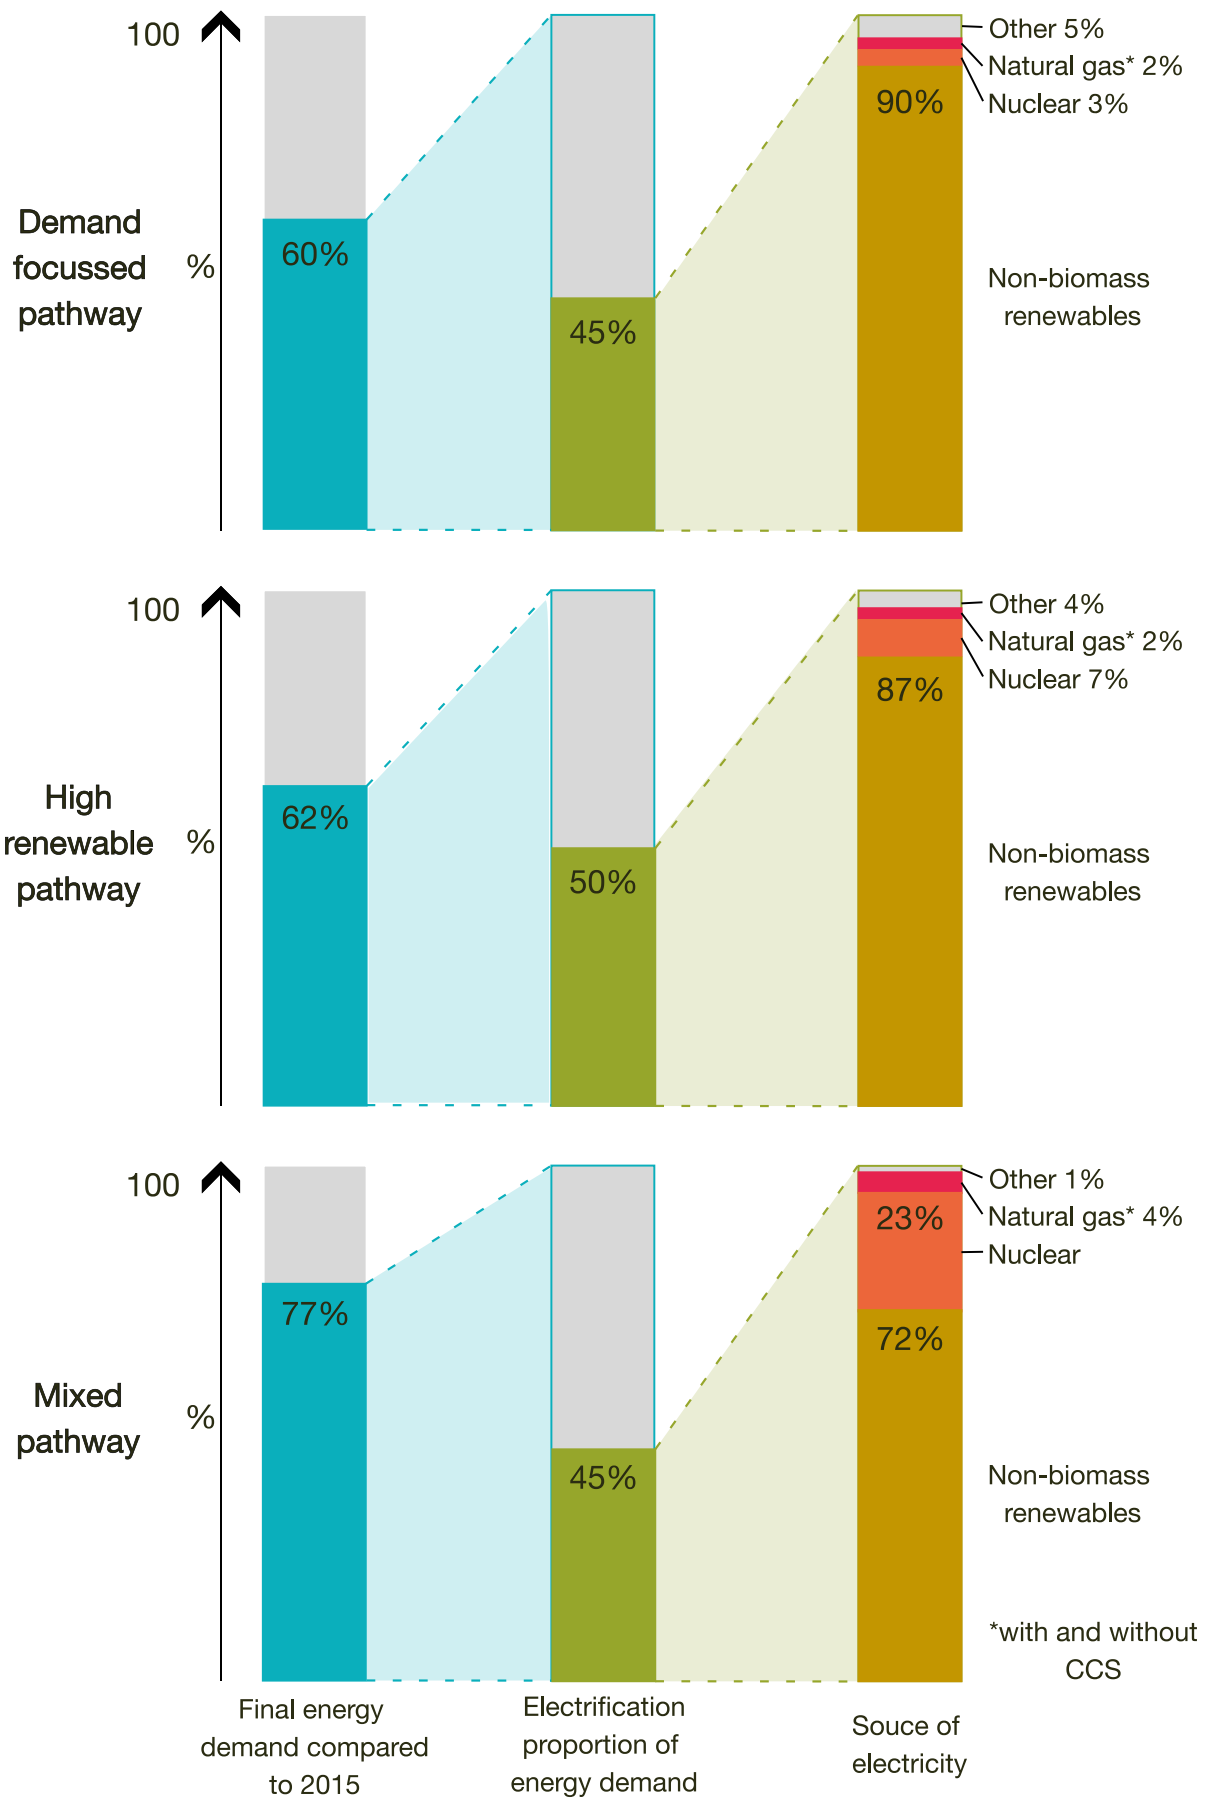 100
Demand
focussed
pathway
%
60%
45%
90%
Other 5%
Natural gas* 2%
Nuclear 3%
Non-biomass
renewables
100
High
renewable
pathway
%
62%
50%
87%
Other 4%
Natural gas* 2%
Nuclear 7%
Non-biomass
renewables
100
Mixed
pathway
%
77%
45%
23%
72%
Other 1%
Natural gas* 4%
Nuclear
Non-biomass
renewables
*with and without
CCS
Final energy
demand compared
to 2015
Electrification
proportion of
energy demand
Souce of
electricity